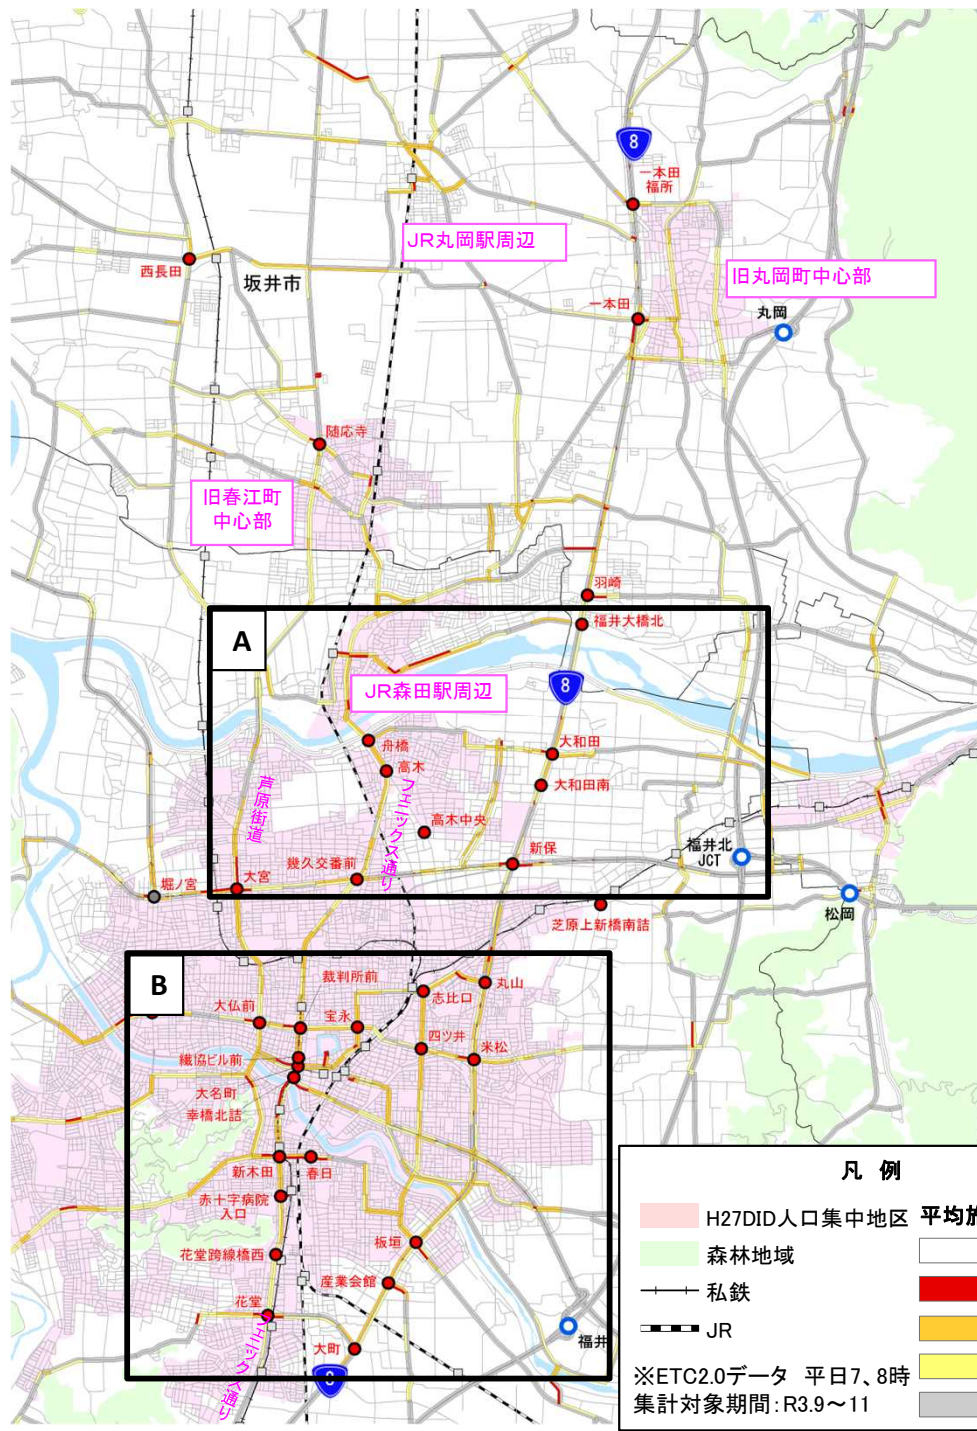 8
一本田
福所
JR丸岡駅周辺
西長田
坂井市
旧丸岡町中心部
丸岡
一本田
随応寺
旧春江町
中心部
羽崎
A
福井大橋北
JR森田駅周辺
8
舟橋
大和田
高木
大和田南
芦原街道
フェニックス通り
高木中央
新保
福井北
JCT
幾久交番前
大宮
堀ノ宮
松岡
芝原上新橋南詰
B
裁判所前
丸山
志比口
大仏前
宝永
四ツ井
米松
繊協ビル前
大名町
幸橋北詰
新木田
春日
赤十字病院
入口
板垣
花堂跨線橋西
産業会館
花堂
フェニックス通り
大町
福井
8
凡 例
H27DID人口集中地区
平均
森林地域
私鉄
JR
※ETC2.0データ 平日7、8時
集計対象期間:R3.9～11